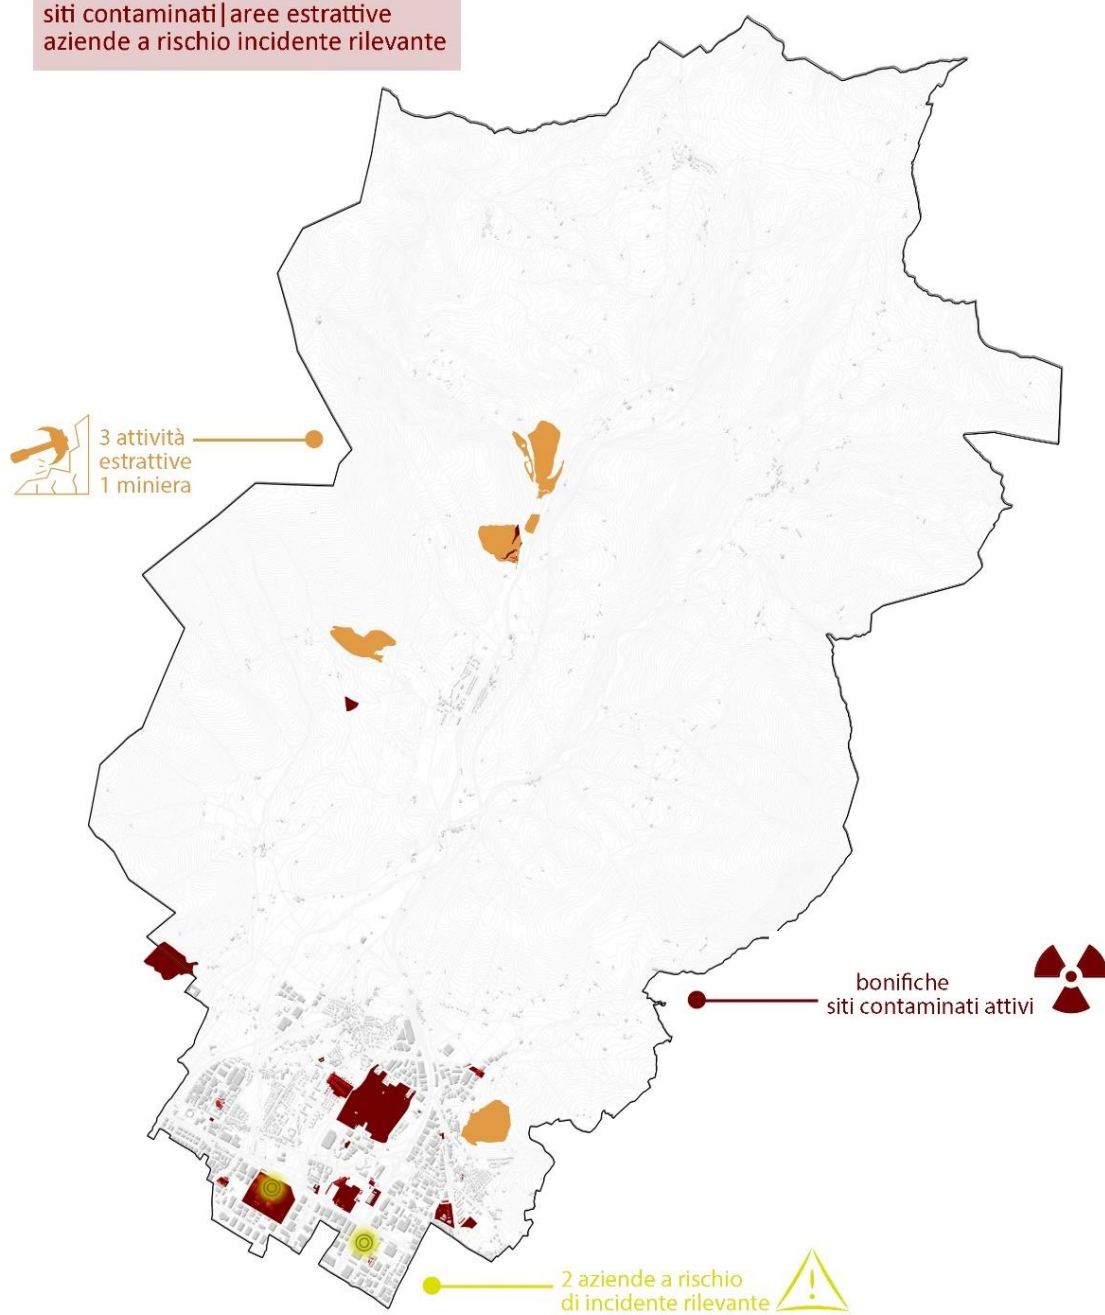 siti contaminati|aree estrattive
aziende a rischio incidente rilevante
3 attività
estrattive
1 miniera
bonifiche
siti contaminati attivi
2 aziende a rischio
di incidente rilevante